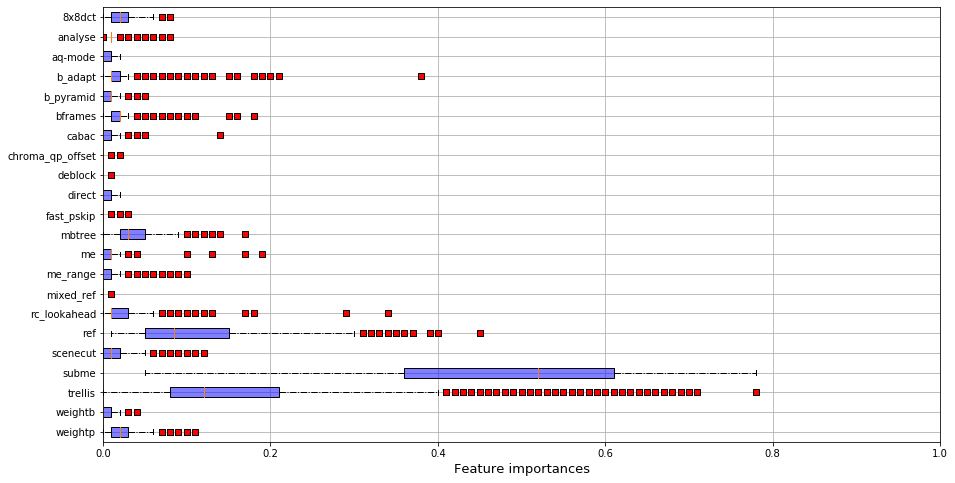 8x8dct
analyse
aq-mode
b_adapt
b_pyramid
bframes
cabac
chroma_qp_offset
deblock
direct
fast_pskip
mbtree
me
me_range
mixed_ref
rc_lookahead
ref
scenecut
subme
trellis
weightb
weightp
0.0 0.2 0.4 0.6 0.8 1.0
Feature importances